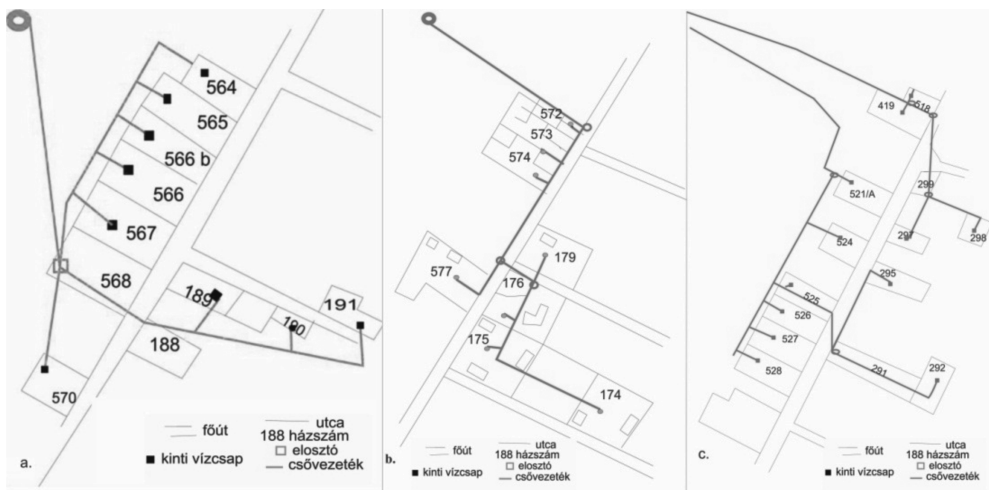 564
565
566 b
566
567
568
570
189
190
191
188
főút
utca
188 házszám
elosztó
kinti vízcsap
csővezeték
a.
572
573
574
577
176
179
175
174
főút
utca
188 házszám
elosztó
kinti vízcsap
csővezeték
b.
c.
419
518
521/A
299
298
297
524
295
525
526
527
528
291
292
főút
utca
188 házszám
elosztó
kinti vízcsap
csővezeték